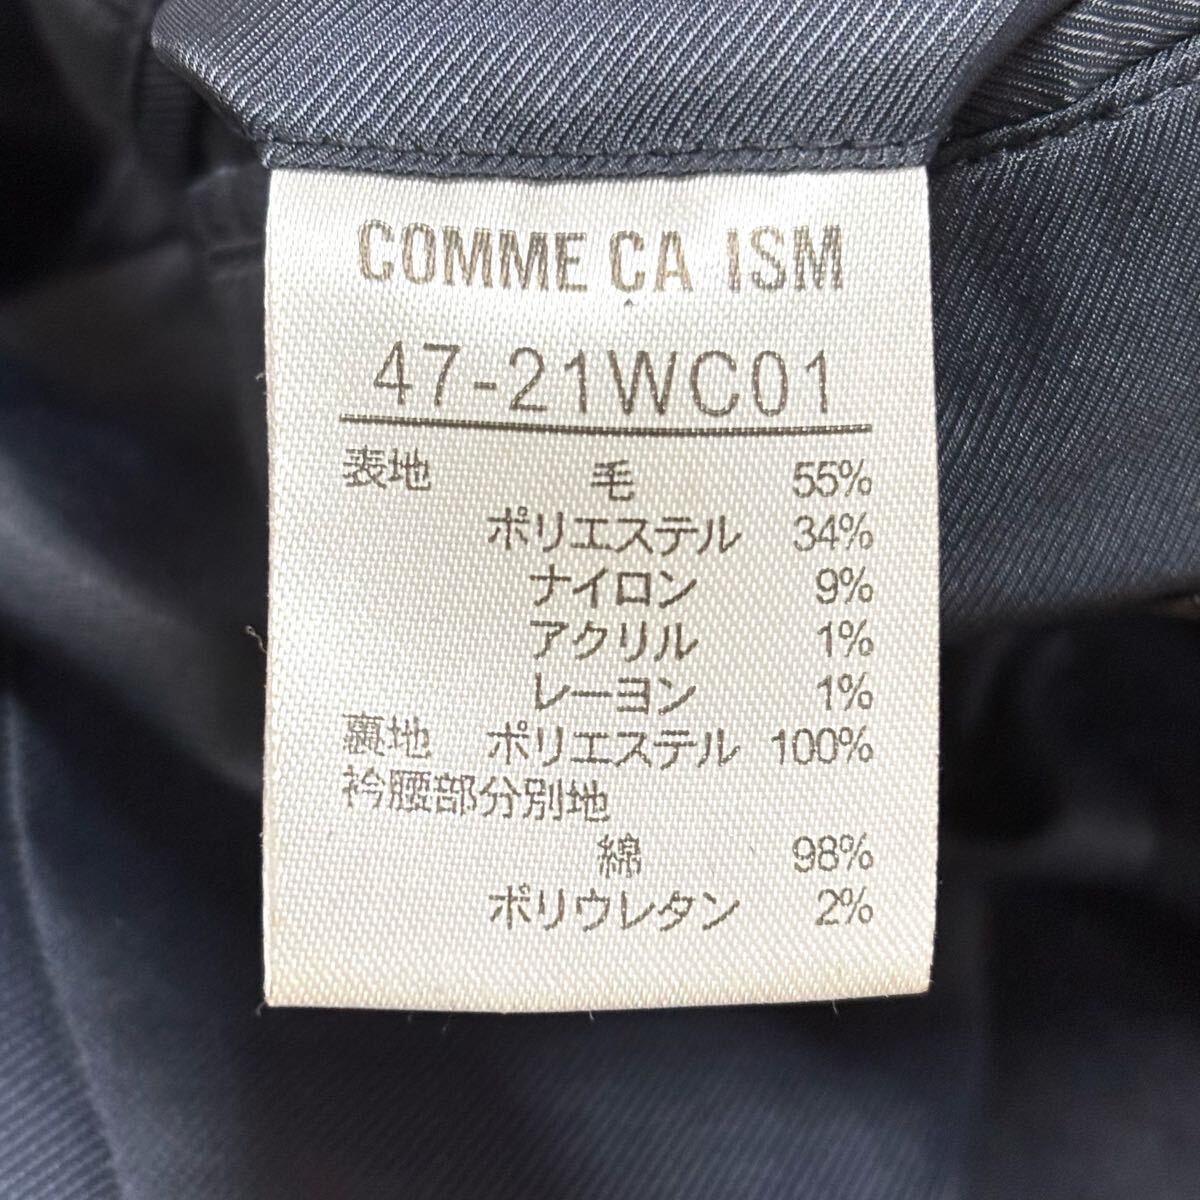 COMME ÇA ISM
47-21WC01
表地 毛 55%
ポリエステル 34%
ナイロン 9%
アクリル 1%
レーヨン 1%
裏地 ポリエステル 100%
衿腰部分別地
綿 98%
ポリウレタン 2%